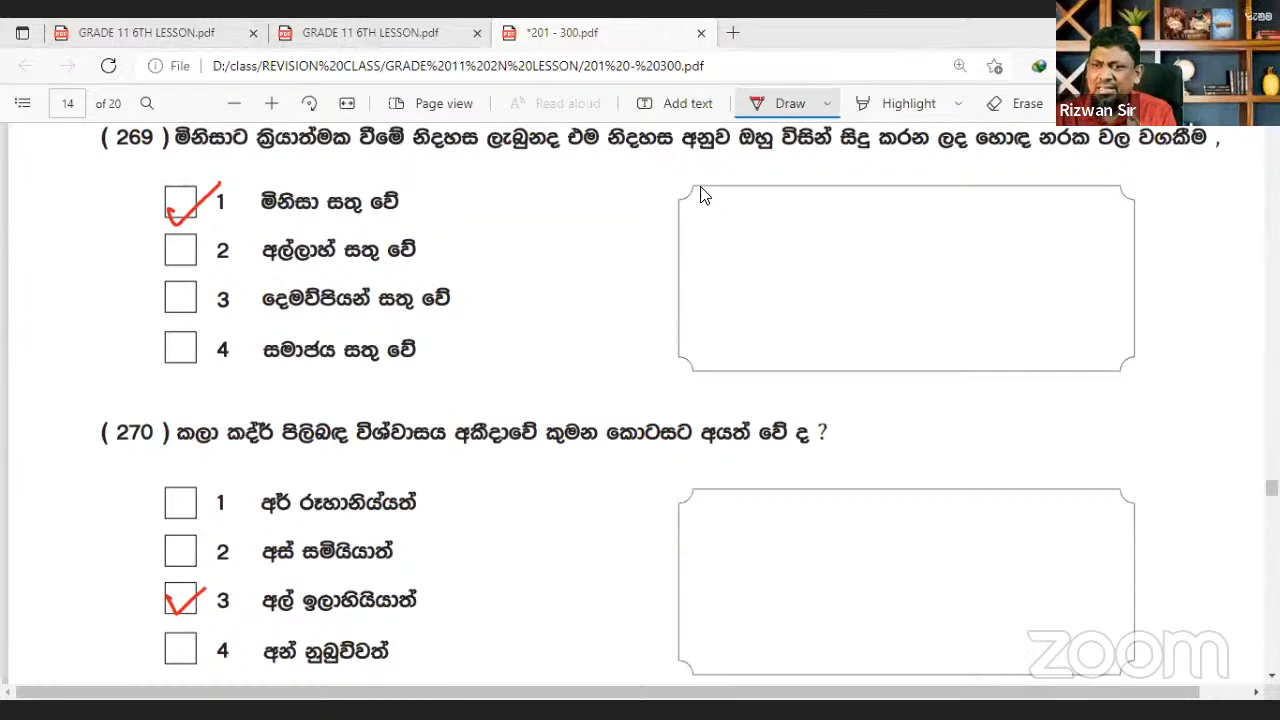 GRADE 11 6TH LESSON.pdf
GRADE 11 6TH LESSON.pdf
*201 - 300.pdf
දැනුම
File D:/class/REVISION%20CLASS/GRADE%2011%202N%20LESSON/201%20-%20300.pdf
14 of 20 Page view Read aloud Add text Draw Highlight Erase
Rizwan Sir
( 269 ) මිනිසාට ක්‍රියාත්මක වීමේ නිදහස ලැබුනද එම නිදහස අනුව ඔහු විසින් සිදු කරන ලද හොඳ නරක වල වගකීම ,
1 මිනිසා සතු වේ
2 අල්ලාහ් සතු වේ
3 දෙමව්පියන් සතු වේ
4 සමාජය සතු වේ
( 270 ) කලා කද්ර් පිලිබඳ විශ්වාසය අකීදාවේ කුමන කොටසට අයත් වේ ද ?
1 අර් රූහානිය්යත්
2 අස් සමියියාත්
3 අල් ඉලාහියියාත්
4 අන් නුබුව්වත්
zoom